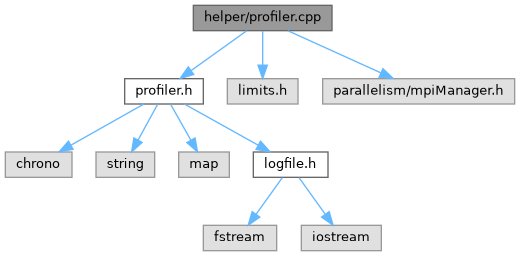 helper/profiler.cpp
profiler.h
limits.h
parallelism/mpiManager.h
chrono
string
map
logfile.h
fstream
iostream